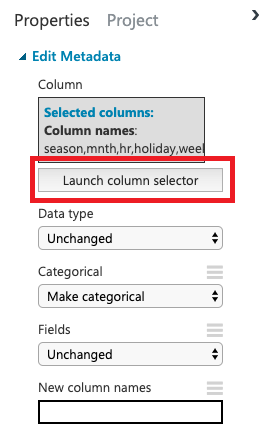 Properties Project
Edit Metadata
Column
Selected columns:
Column names:
season,mnth,hr,holiday,weel
Launch column selector
Data type
Unchanged
Categorical
Make categorical
Fields
Unchanged
New column names